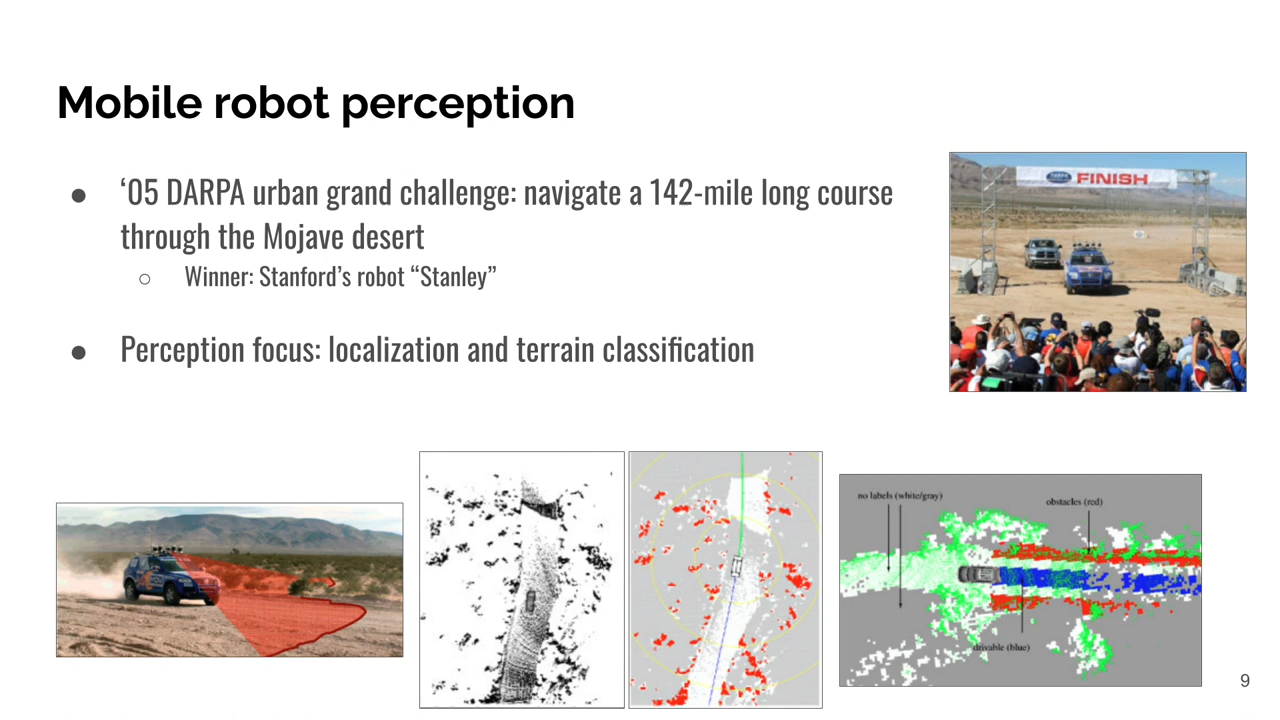 Mobile robot perception
● ‘05 DARPA urban grand challenge: navigate a 142-mile long course
through the Mojave desert
○ Winner: Stanford’s robot “Stanley”
● Perception focus: localization and terrain classification
FINISH
no labels (white/gray)
obstacles (red)
drivable (blue)
9